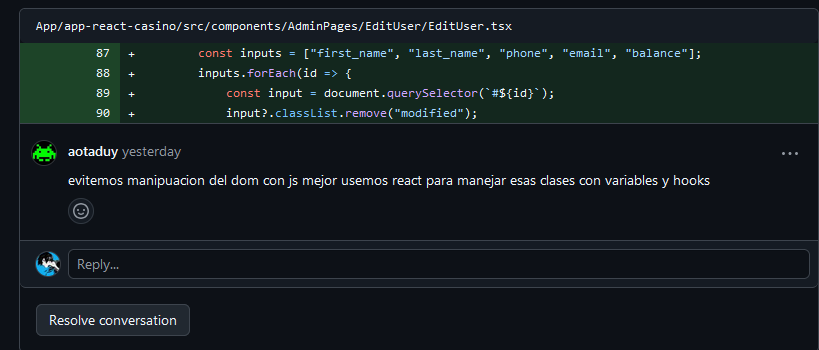 App/app-react-casino/src/components/AdminPages/EditUser/EditUser.tsx
87 + const inputs = ["first_name", "last_name", "phone", "email", "balance"];
88 + inputs.forEach(id => {
89 + const input = document.querySelector(`#${id}`);
90 + input?.classList.remove("modified");
aotaduy yesterday
evitemos manipuacion del dom con js mejor usemos react para manejar esas clases con variables y hooks
Reply...
Resolve conversation